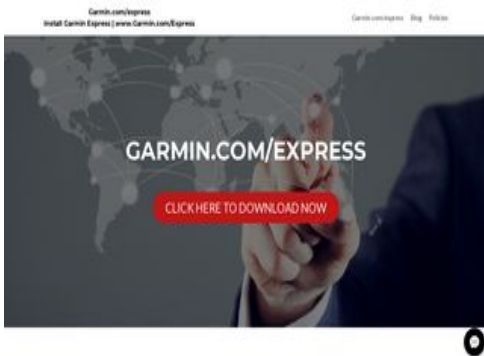 Garmin.com/express
Install Garmin Express | www.Garmin.com/Express
Garmin.com/express Blog Policies
GARMIN.COM/EXPRESS
CLICK HERE TO DOWNLOAD NOW